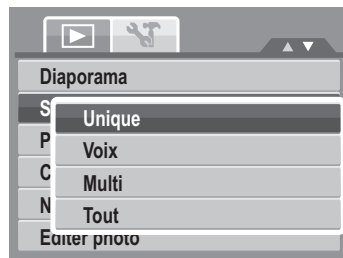 Diaporama
S
Unique
P
Voix
C
Multi
N
Tout
Editer photo